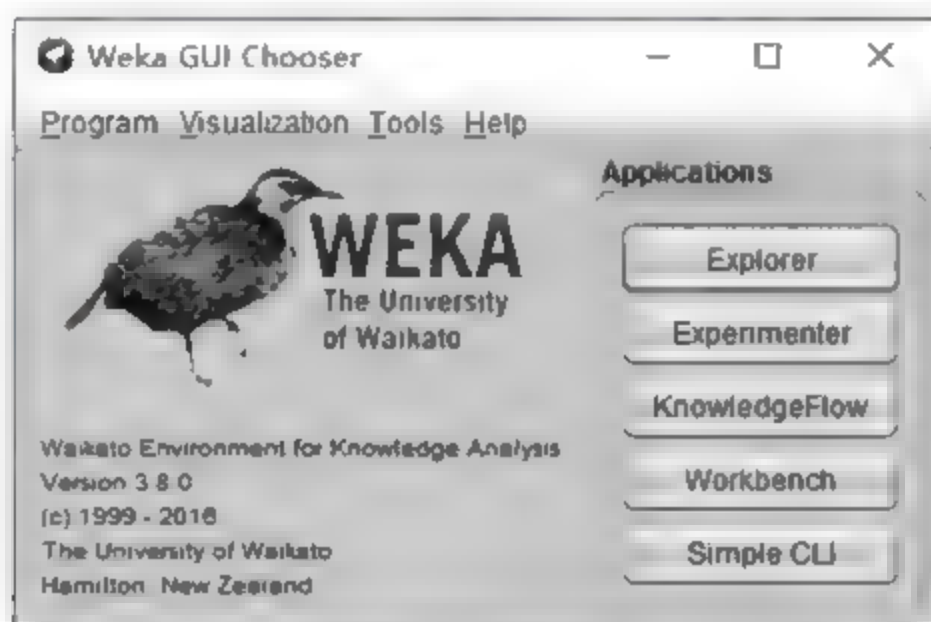 Weka GUI Chooser
Program Visualization Tools Help
WEKA
The University
of Waikato
Waikato Environment for Knowledge Analysis
Version 3.8.0
(c) 1999 - 2016
The University of Waikato
Hamilton, New Zealand
Applications
Explorer
Experimenter
KnowledgeFlow
Workbench
Simple CLI